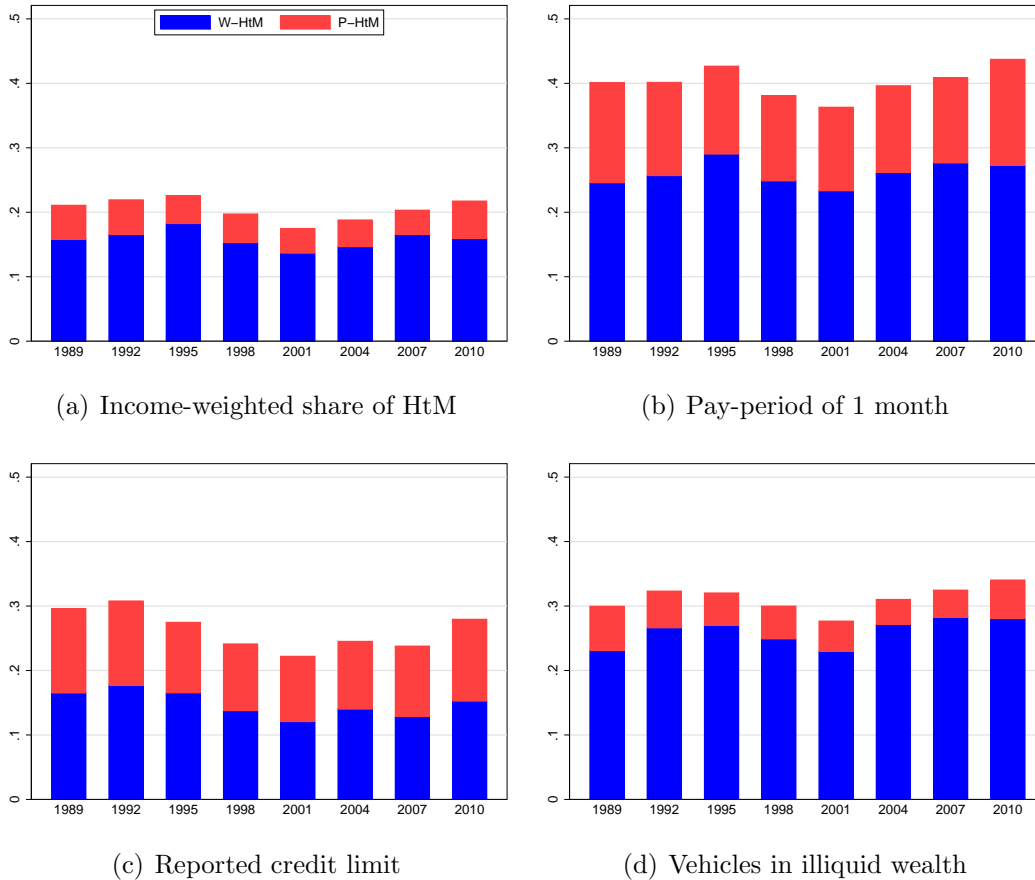 W−HtM P−HtM
.5
.4
.3
.2
.1
0
1989 1992 1995 1998 2001 2004 2007 2010
(a) Income-weighted share of HtM
.5
.4
.3
.2
.1
0
1989 1992 1995 1998 2001 2004 2007 2010
(b) Pay-period of 1 month
.5
.4
.3
.2
.1
0
1989 1992 1995 1998 2001 2004 2007 2010
(c) Reported credit limit
.5
.4
.3
.2
.1
0
1989 1992 1995 1998 2001 2004 2007 2010
(d) Vehicles in illiquid wealth